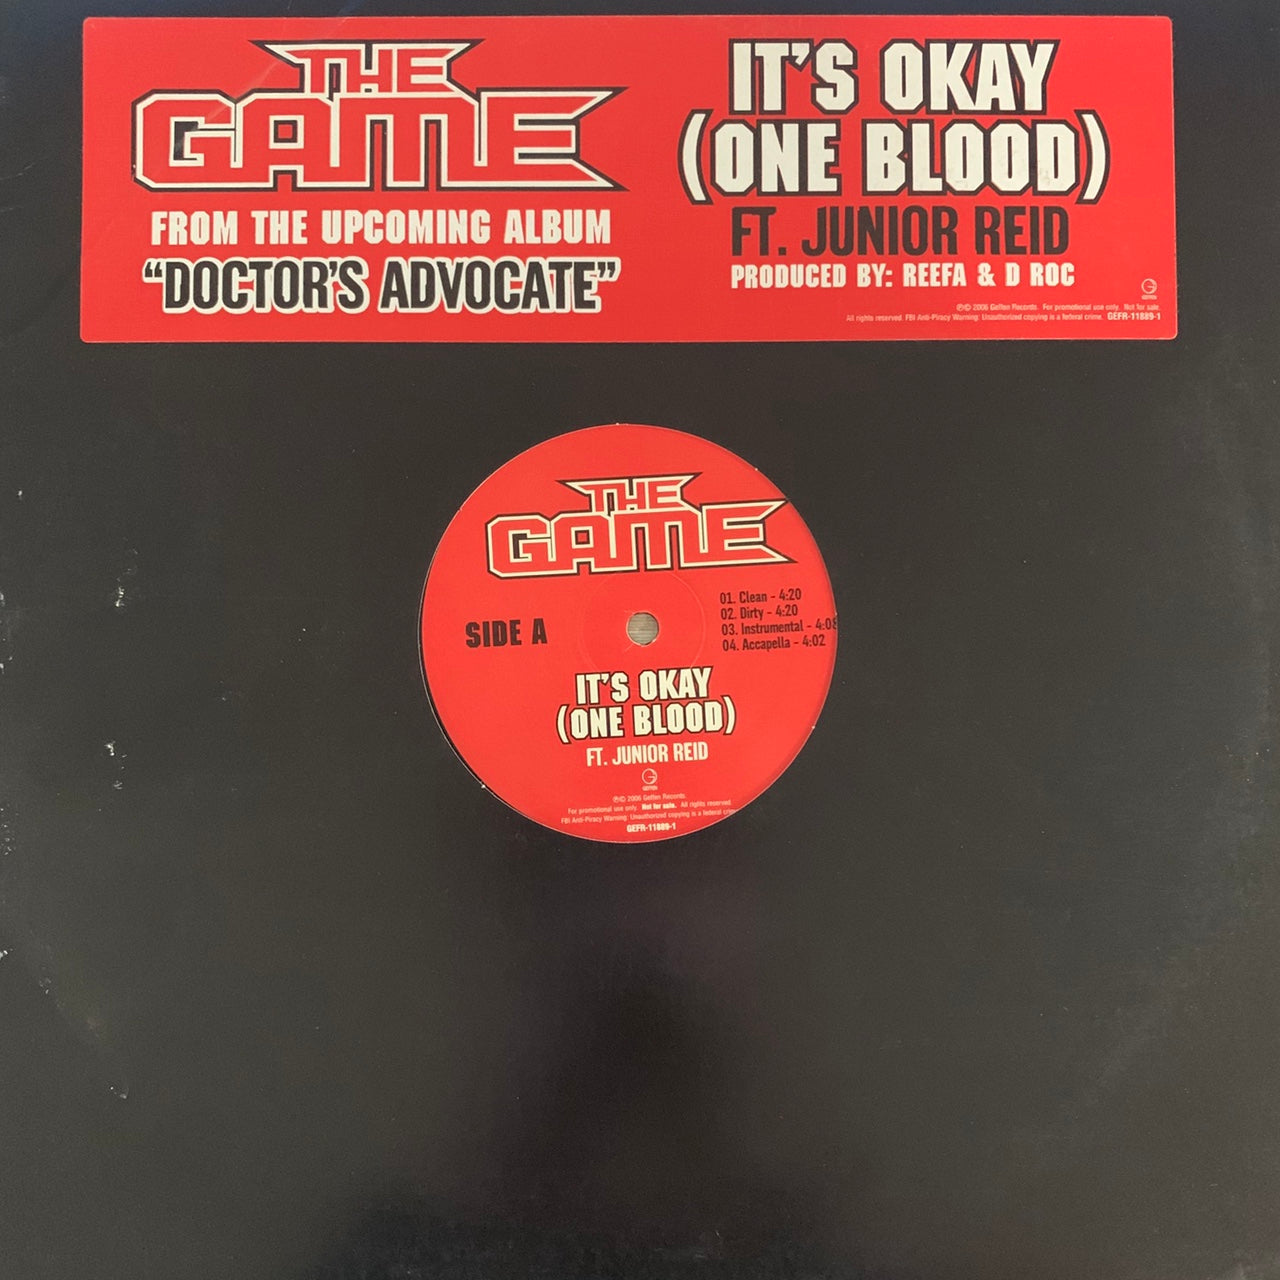 THE
GAME
FROM THE UPCOMING ALBUM
“DOCTOR'S ADVOCATE”
IT'S OKAY
(ONE BLOOD)
FT. JUNIOR REID
PRODUCED BY: REEFA & D ROC
GEFFEN
℗© 2006 Geffen Records. For promotional use only. Not for sale.
All rights reserved. FBI Anti-Piracy Warning: Unauthorized copying is a federal crime. GEFR-11889-1
THE
GAME
SIDE A
01. Clean - 4:20
02. Dirty - 4:20
03. Instrumental - 4:08
04. Accapella - 4:02
IT'S OKAY
(ONE BLOOD)
FT. JUNIOR REID
GEFFEN
℗© 2006 Geffen Records.
For promotional use only. Not for sale. All rights reserved.
FBI Anti-Piracy Warning: Unauthorized copying is a federal crime
GEFR-11889-1